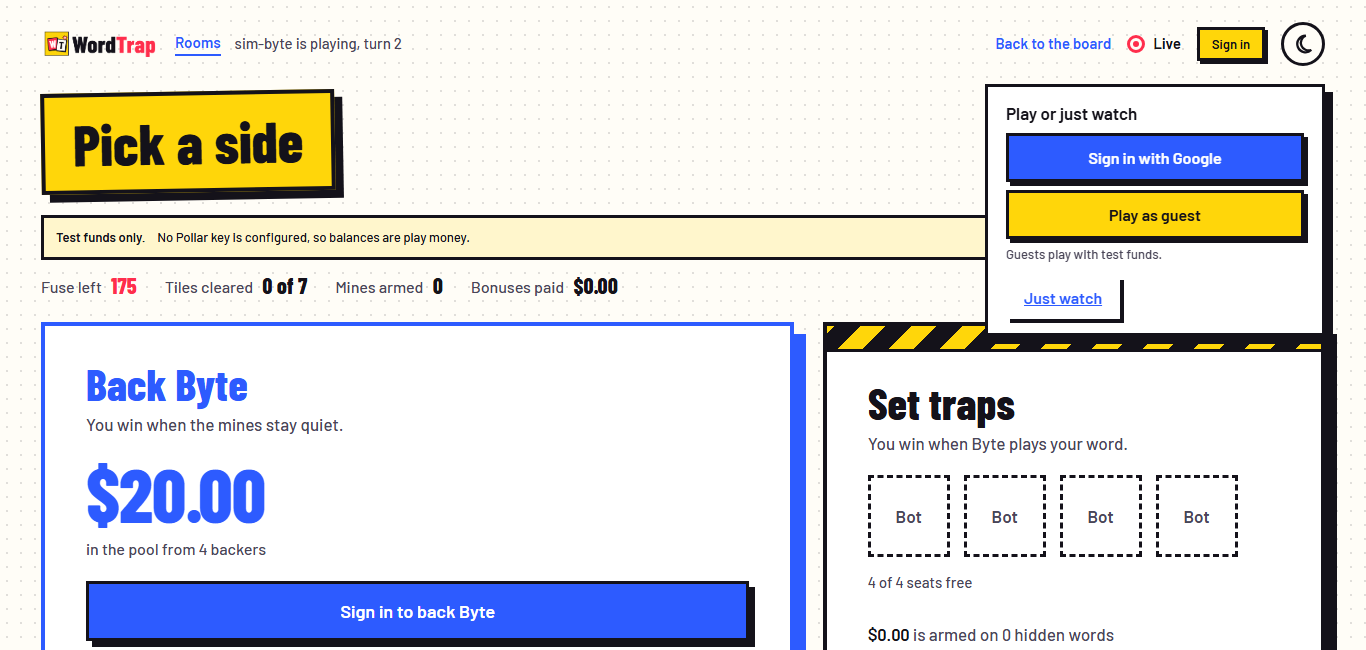 WT WordTrap Rooms sim-byte is playing, turn 2 Back to the board Live Sign in
Pick a side
Play or just watch
Sign in with Google
Play as guest
Guests play with test funds.
Just watch
Test funds only. No Pollar key is configured, so balances are play money.
Fuse left 175 Tiles cleared 0 of 7 Mines armed 0 Bonuses paid $0.00
Back Byte
You win when the mines stay quiet.
$20.00
in the pool from 4 backers
Sign in to back Byte
Set traps
You win when Byte plays your word.
Bot Bot Bot Bot
4 of 4 seats free
$0.00 is armed on 0 hidden words